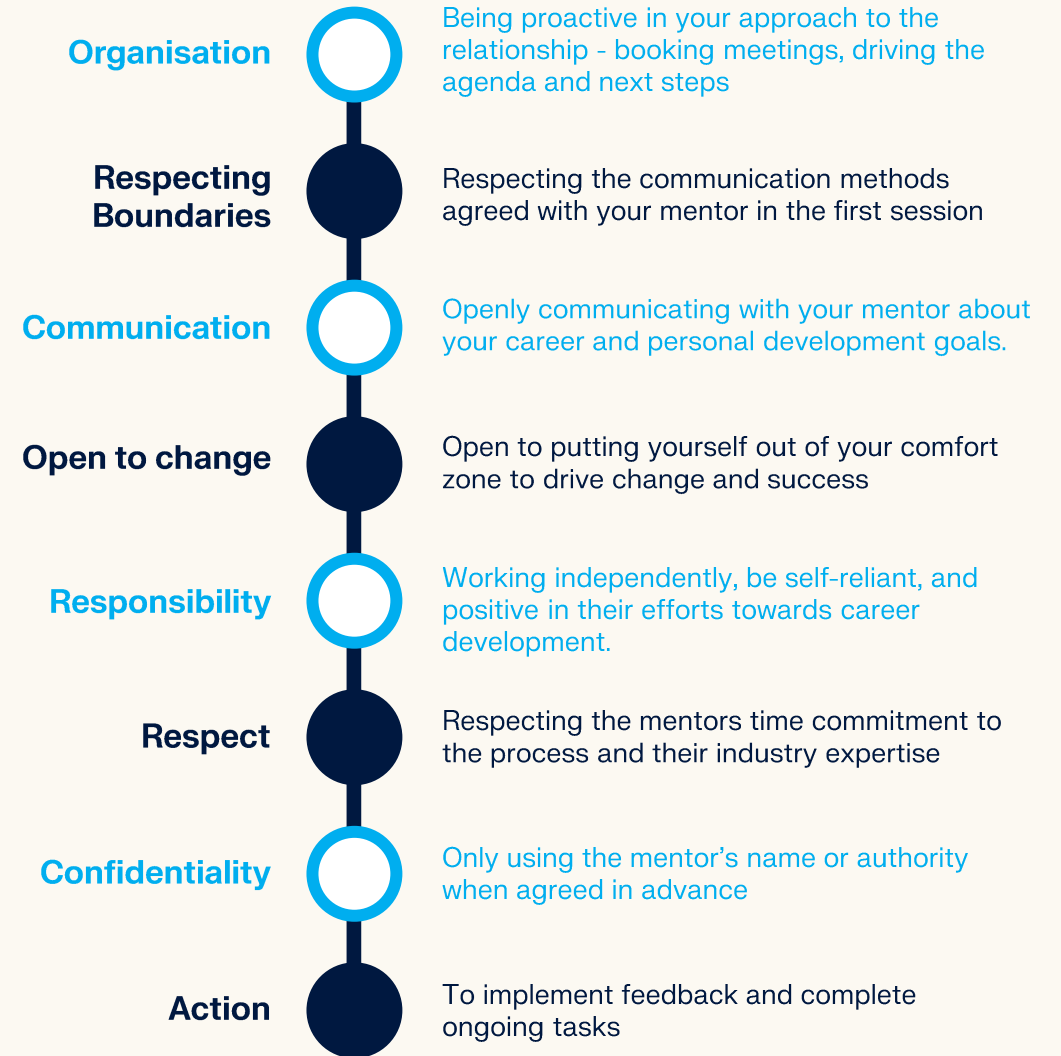 Organisation
Being proactive in your approach to the
relationship - booking meetings, driving the
agenda and next steps
Respecting
Boundaries
Respecting the communication methods
agreed with your mentor in the first session
Communication
Openly communicating with your mentor about
your career and personal development goals.
Open to change
Open to putting yourself out of your comfort
zone to drive change and success
Responsibility
Working independently, be self-reliant, and
positive in their efforts towards career
development.
Respect
Respecting the mentors time commitment to
the process and their industry expertise
Confidentiality
Only using the mentor’s name or authority
when agreed in advance
Action
To implement feedback and complete
ongoing tasks